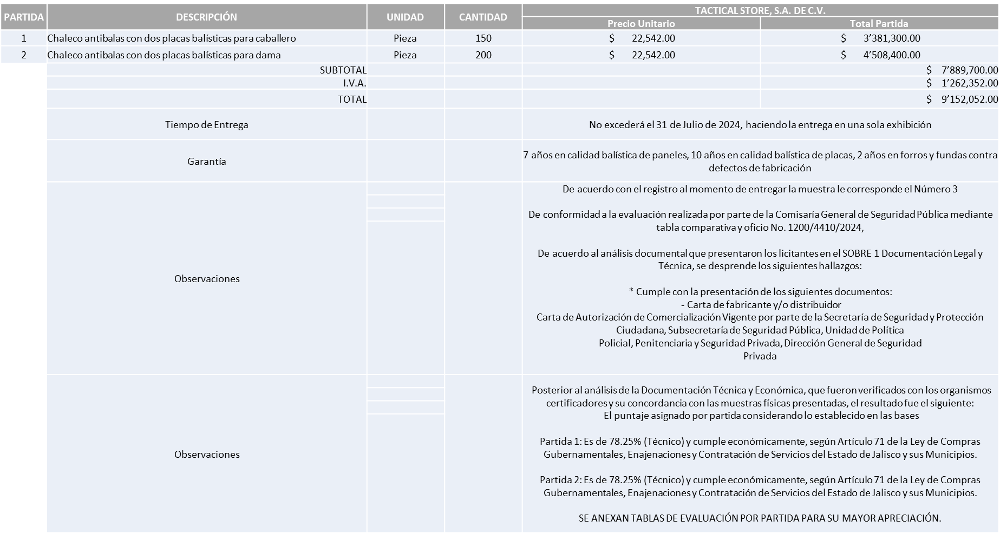 PARTIDA DESCRIPCIÓN UNIDAD CANTIDAD TACTICAL STORE, S.A. DE C.V.
Precio Unitario Total Partida
1 Chaleco antibalas con dos placas balísticas para caballero Pieza 150 $ 22,542.00 $ 3’381,300.00
2 Chaleco antibalas con dos placas balísticas para dama Pieza 200 $ 22,542.00 $ 4’508,400.00
SUBTOTAL $ 7’889,700.00
I.V.A. $ 1’262,352.00
TOTAL $ 9’152,052.00
Tiempo de Entrega No excederá el 31 de Julio de 2024, haciendo la entrega en una sola exhibición
Garantía
7 años en calidad balística de paneles, 10 años en calidad balística de placas, 2 años en forros y fundas contra
defectos de fabricación
Observaciones
De acuerdo con el registro al momento de entregar la muestra le corresponde el Número 3
De conformidad a la evaluación realizada por parte de la Comisaría General de Seguridad Pública mediante
tabla comparativa y oficio No. 1200/4410/2024,
De acuerdo al análisis documental que presentaron los licitantes en el SOBRE 1 Documentación Legal y
Técnica, se desprende los siguientes hallazgos:
* Cumple con la presentación de los siguientes documentos:
- Carta de fabricante y/o distribuidor
Carta de Autorización de Comercialización Vigente por parte de la Secretaría de Seguridad y Protección
Ciudadana, Subsecretaría de Seguridad Pública, Unidad de Política
Policial, Penitenciaria y Seguridad Privada, Dirección General de Seguridad
Privada
Observaciones
Posterior al análisis de la Documentación Técnica y Económica, que fueron verificados con los organismos
certificadores y su concordancia con las muestras físicas presentadas, el resultado fue el siguiente:
El puntaje asignado por partida considerando lo establecido en las bases
Partida 1: Es de 78.25% (Técnico) y cumple económicamente, según Artículo 71 de la Ley de Compras
Gubernamentales, Enajenaciones y Contratación de Servicios del Estado de Jalisco y sus Municipios.
Partida 2: Es de 78.25% (Técnico) y cumple económicamente, según Artículo 71 de la Ley de Compras
Gubernamentales, Enajenaciones y Contratación de Servicios del Estado de Jalisco y sus Municipios.
SE ANEXAN TABLAS DE EVALUACIÓN POR PARTIDA PARA SU MAYOR APRECIACIÓN.